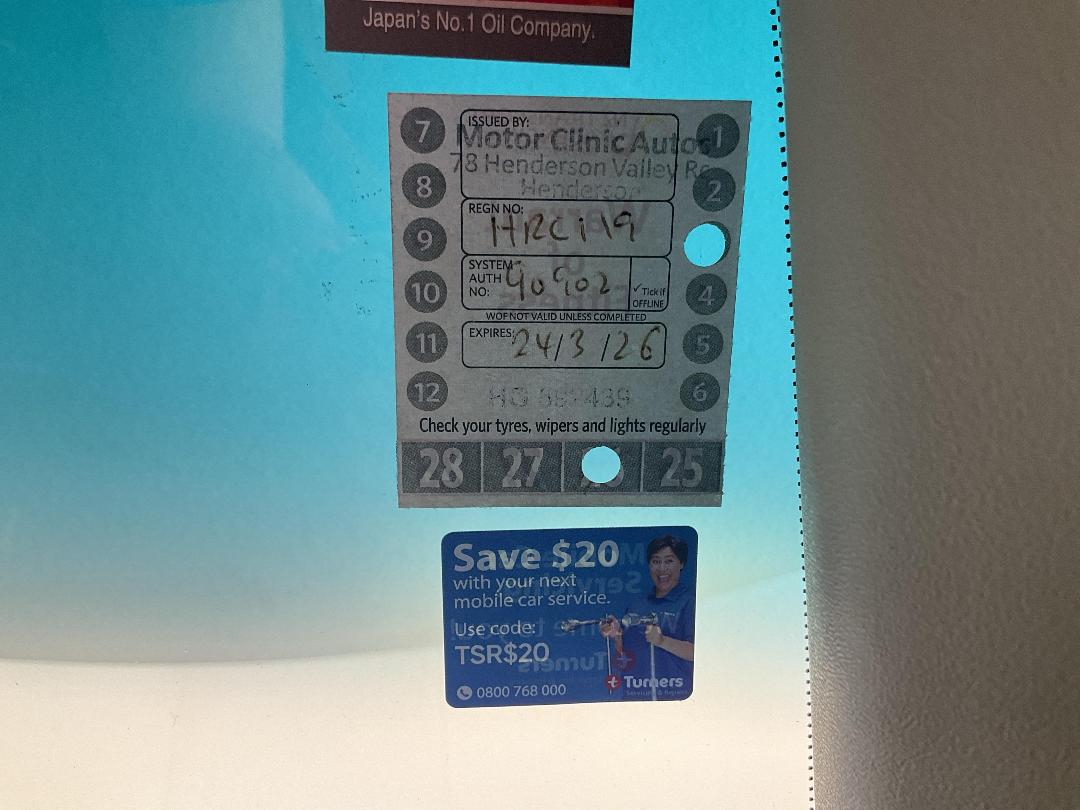 Japan's No.1 Oil Company.
7
8
9
10
11
12
ISSUED BY:
Motor Clinic Autos
78 Henderson Valley Rd
Henderson
REGN NO:
HRC119
SYSTEM AUTH NO:
✓ Tick if OFFLINE
WOF NOT VALID UNLESS COMPLETED
EXPIRES:
24/3/26
1
2
4
5
6
Check your tyres, wipers and lights regularly
28 27 25
Save $20
with your next
mobile car service.
Use code:
TSR$20
0800 768 000
Turners